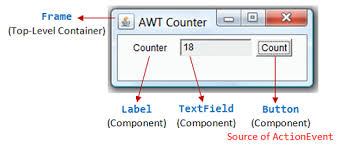 Frame
(Top-Level Container)
AWT Counter
Counter 18 Count
Label TextField Button
(Component) (Component) (Component)
Source of ActionEvent